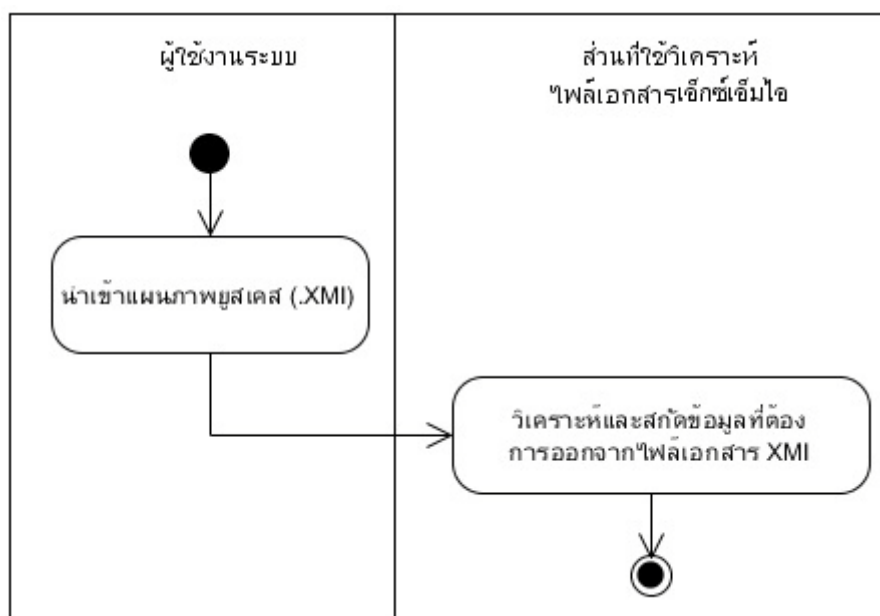 ผู้ใช้งานระบบ
ส่วนที่ใช้วิเคราะห์
ไฟล์เอกสารเอ็กซ์เอ็มไอ
นำเข้าแผนภาพยูสเคส (.XMI)
วิเคราะห์และสกัดข้อมูลที่ต้อง
การออกจากไฟล์เอกสาร XMI